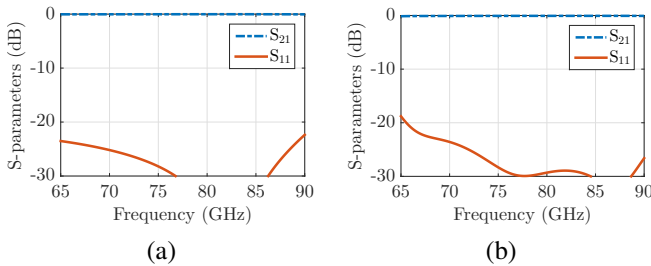 S-parameters (dB)
0
-10
-20
-30
65 70 75 80 85 90
Frequency (GHz)
S₂₁
S₁₁
(a)
S-parameters (dB)
0
-10
-20
-30
65 70 75 80 85 90
Frequency (GHz)
S₂₁
S₁₁
(b)